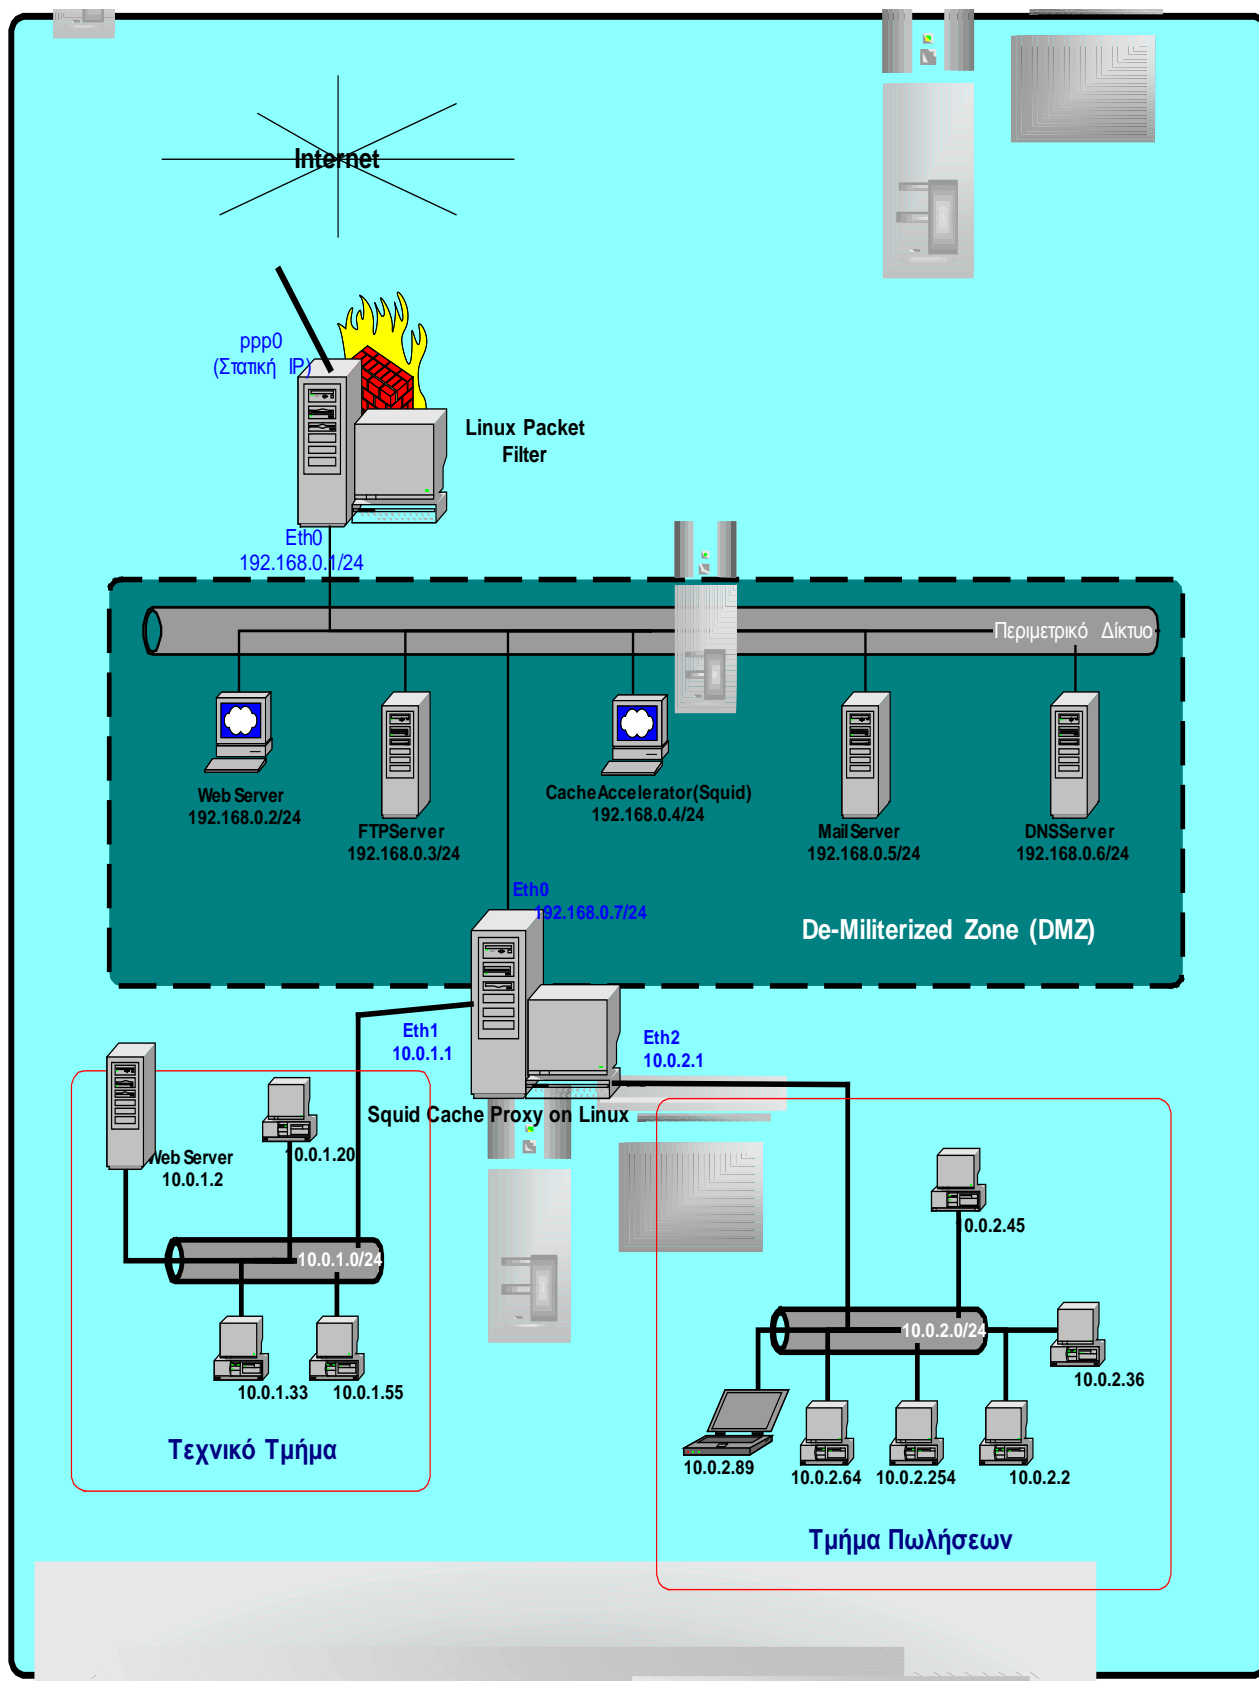 Internet
ppp0
(Στατική IP)
Linux Packet
Filter
Eth0
192.168.0.1/24
Περιμετρικό Δίκτυο
Web Server
192.168.0.2/24
FTPServer
192.168.0.3/24
CacheAccelerator(Squid)
192.168.0.4/24
MailServer
192.168.0.5/24
DNSServer
192.168.0.6/24
Eth0
192.168.0.7/24
De-Militerized Zone (DMZ)
Eth1
10.0.1.1
Eth2
10.0.2.1
Squid Cache Proxy on Linux
Web Server
10.0.1.2
10.0.1.20
10.0.1.0/24
10.0.1.33
10.0.1.55
Τεχνικό Τμήμα
10.0.2.45
10.0.2.0/24
10.0.2.36
10.0.2.89
10.0.2.64
10.0.2.254
10.0.2.2
Τμήμα Πωλήσεων